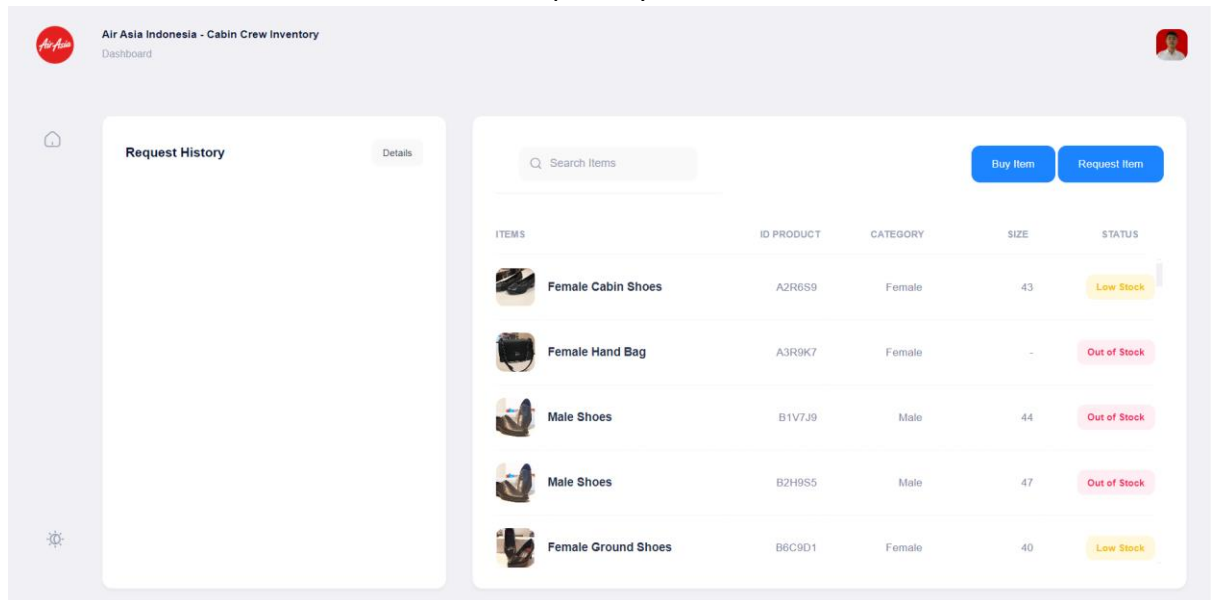 AirAsia
Air Asia Indonesia - Cabin Crew Inventory
Dashboard
Request History
Details
Search Items
Buy Item
Request Item
ITEMS ID PRODUCT CATEGORY SIZE STATUS
Female Cabin Shoes A2R6S9 Female 43 Low Stock
Female Hand Bag A3R9K7 Female - Out of Stock
Male Shoes B1V7J9 Male 44 Out of Stock
Male Shoes B2H9S5 Male 47 Out of Stock
Female Ground Shoes B6C9D1 Female 40 Low Stock